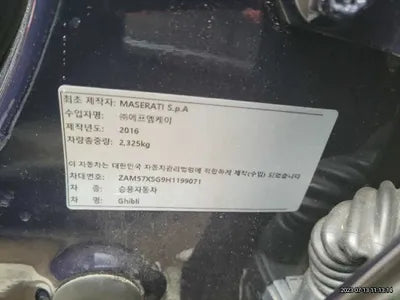 최초 제작자: MASERATI S.p.A
수입자명: ㈜에프엠케이
제작년도: 2016
차량총중량: 2,325kg
이 자동차는 대한민국 자동차관리법령에 적합하게 제작(수입) 되었습니다
차대번호: ZAM57XSG9H1199071
차 종: 승용자동차
차 명: Ghibli
2023-07-13 11:13:14